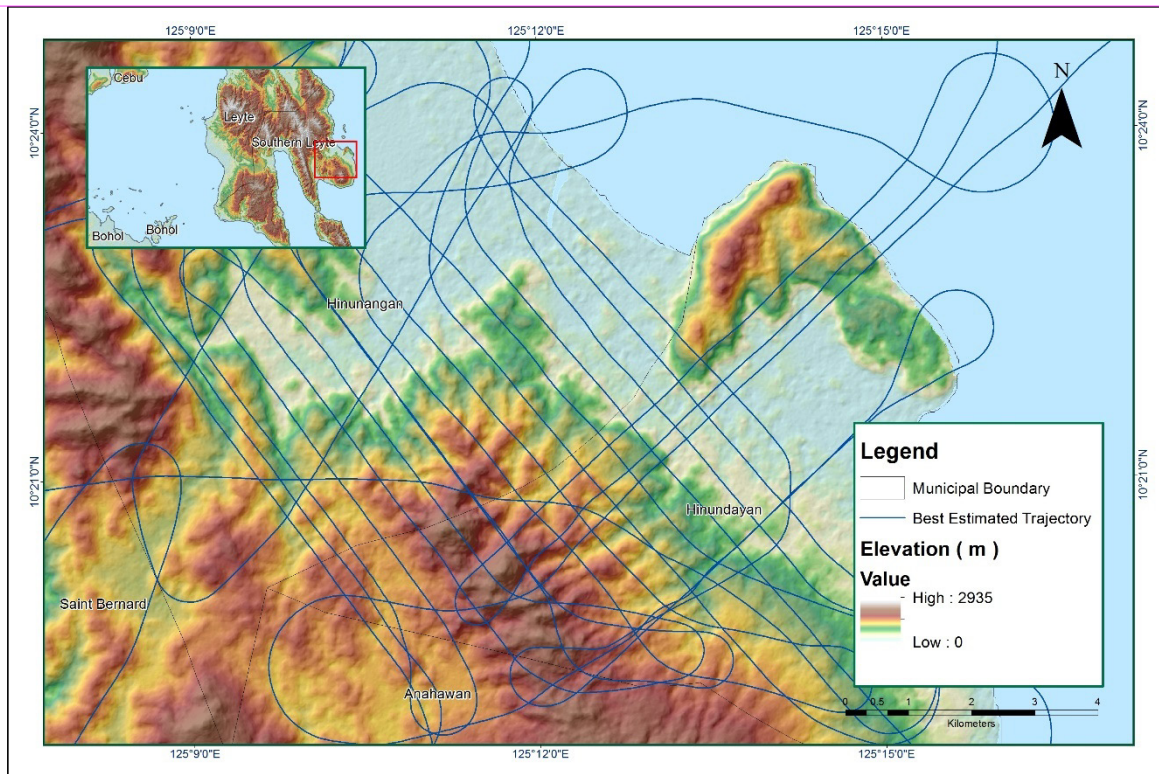 125°9'0"E
125°12'0"E
125°15'0"E
Cebu
Leyte
Southern Leyte
Bohol
Bohol
N
10°24'0"N
10°24'0"N
Hinunangan
10°21'0"N
10°21'0"N
Hinundayan
Saint Bernard
Anahawan
Legend
Municipal Boundary
Best Estimated Trajectory
Elevation ( m )
Value
High : 2935
Low : 0
0 0.5 1 2 3 4
Kilometers
125°9'0"E
125°12'0"E
125°15'0"E